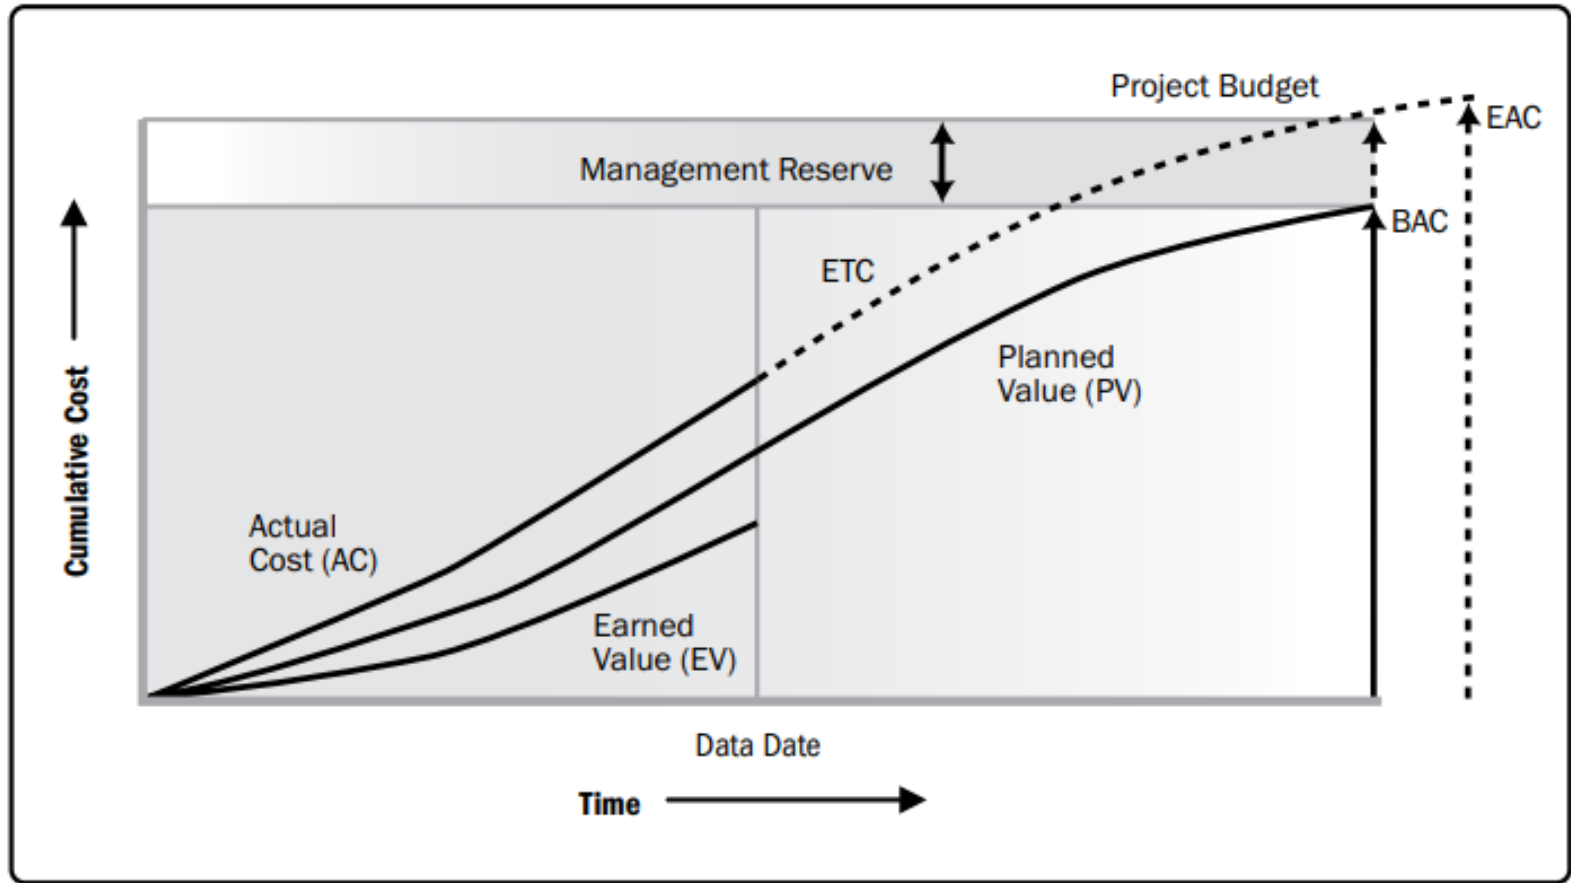 Project Budget
EAC
Management Reserve
BAC
ETC
Planned
Value (PV)
Cumulative Cost
Actual
Cost (AC)
Earned
Value (EV)
Data Date
Time